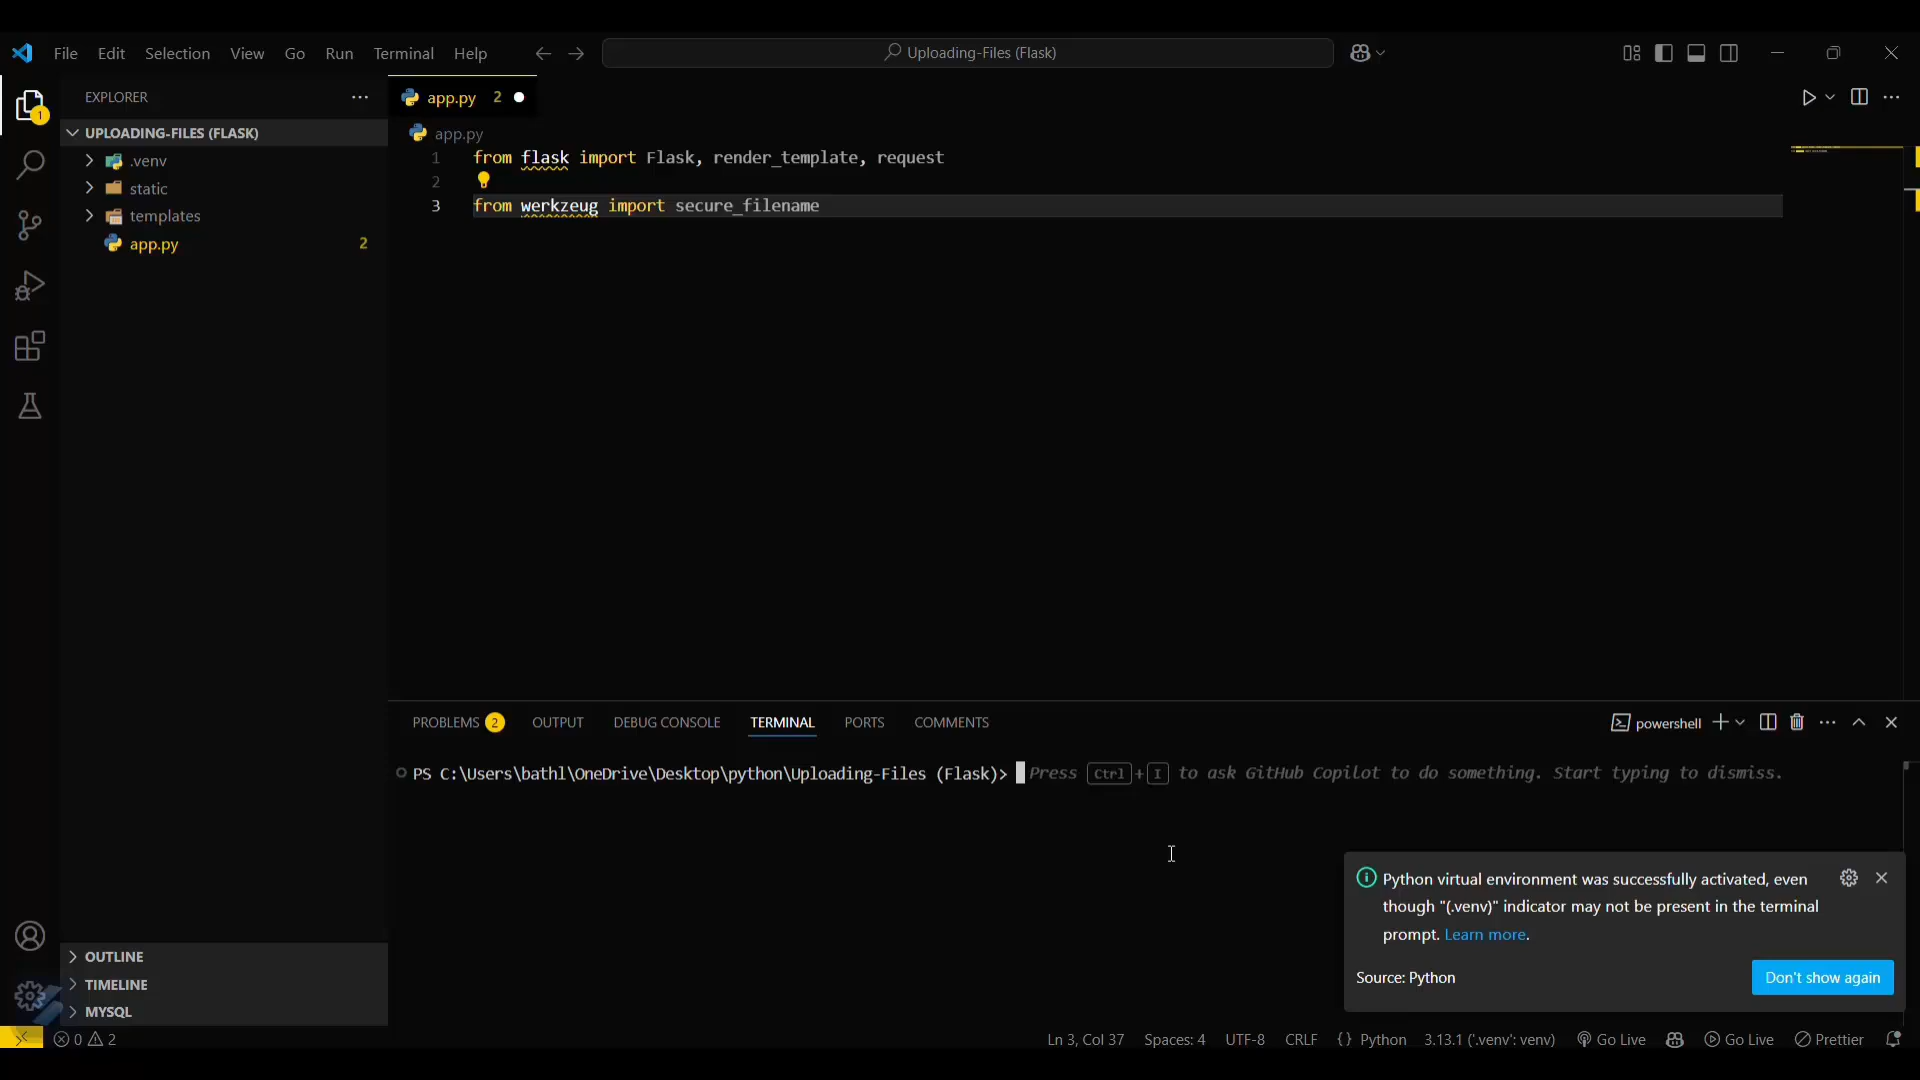 File Edit Selection View Go Run Terminal Help
Uploading-Files (Flask)
1
EXPLORER
UPLOADING-FILES (FLASK)
.venv
static
templates
app.py 2
OUTLINE
TIMELINE
MYSQL
app.py 2
app.py
1 from flask import Flask, render_template, request
2
3 from werkzeug import secure_filename
PROBLEMS 2 OUTPUT DEBUG CONSOLE TERMINAL PORTS COMMENTS
powershell
PS C:\Users\bathl\OneDrive\Desktop\python\Uploading-Files (Flask)> Press Ctrl+I to ask GitHub Copilot to do something. Start typing to dismiss.
Python virtual environment was successfully activated, even
though "(.venv)" indicator may not be present in the terminal
prompt. Learn more.
Source: Python
Don't show again
0 2
Ln 3, Col 37 Spaces: 4 UTF-8 CRLF {} Python 3.13.1 ('.venv': venv) Go Live Go Live Prettier